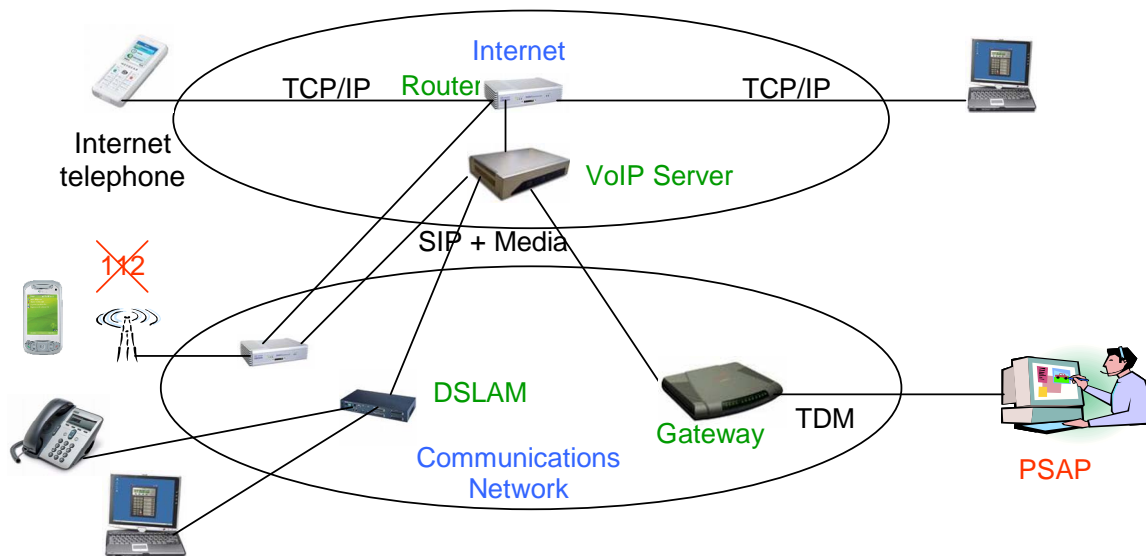 Internet
TCP/IP
Router
TCP/IP
Internet
telephone
VoIP Server
SIP + Media
112
DSLAM
Gateway
TDM
Communications
Network
PSAP